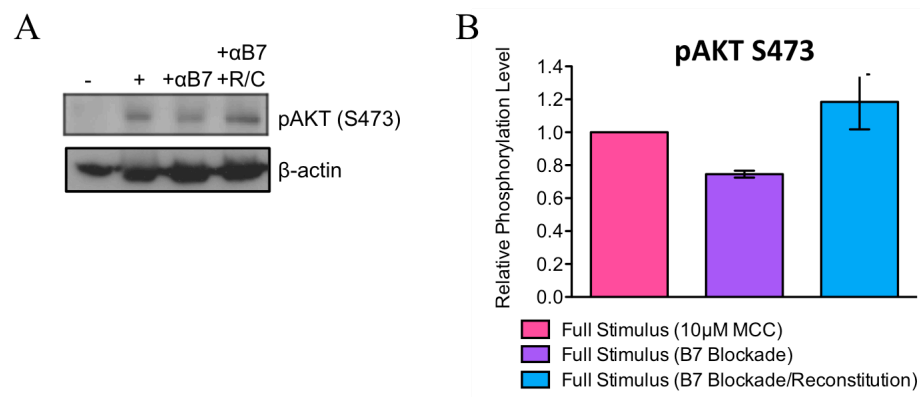 A
+αB7
- + +αB7 +R/C
pAKT (S473)
β-actin
B
pAKT S473
Relative Phosphorylation Level
1.4
1.2
1.0
0.8
0.6
0.4
0.2
0.0
Full Stimulus (10μM MCC)
Full Stimulus (B7 Blockade)
Full Stimulus (B7 Blockade/Reconstitution)